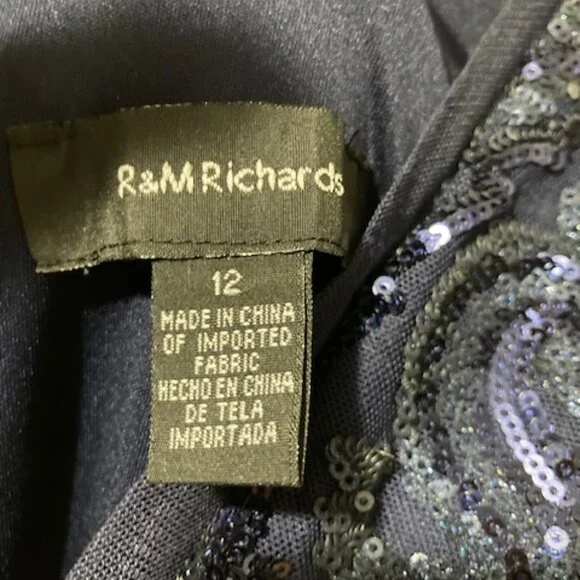 R&M Richards
12
MADE IN CHINA
OF IMPORTED
FABRIC
HECHO EN CHINA
DE TELA
IMPORTADA